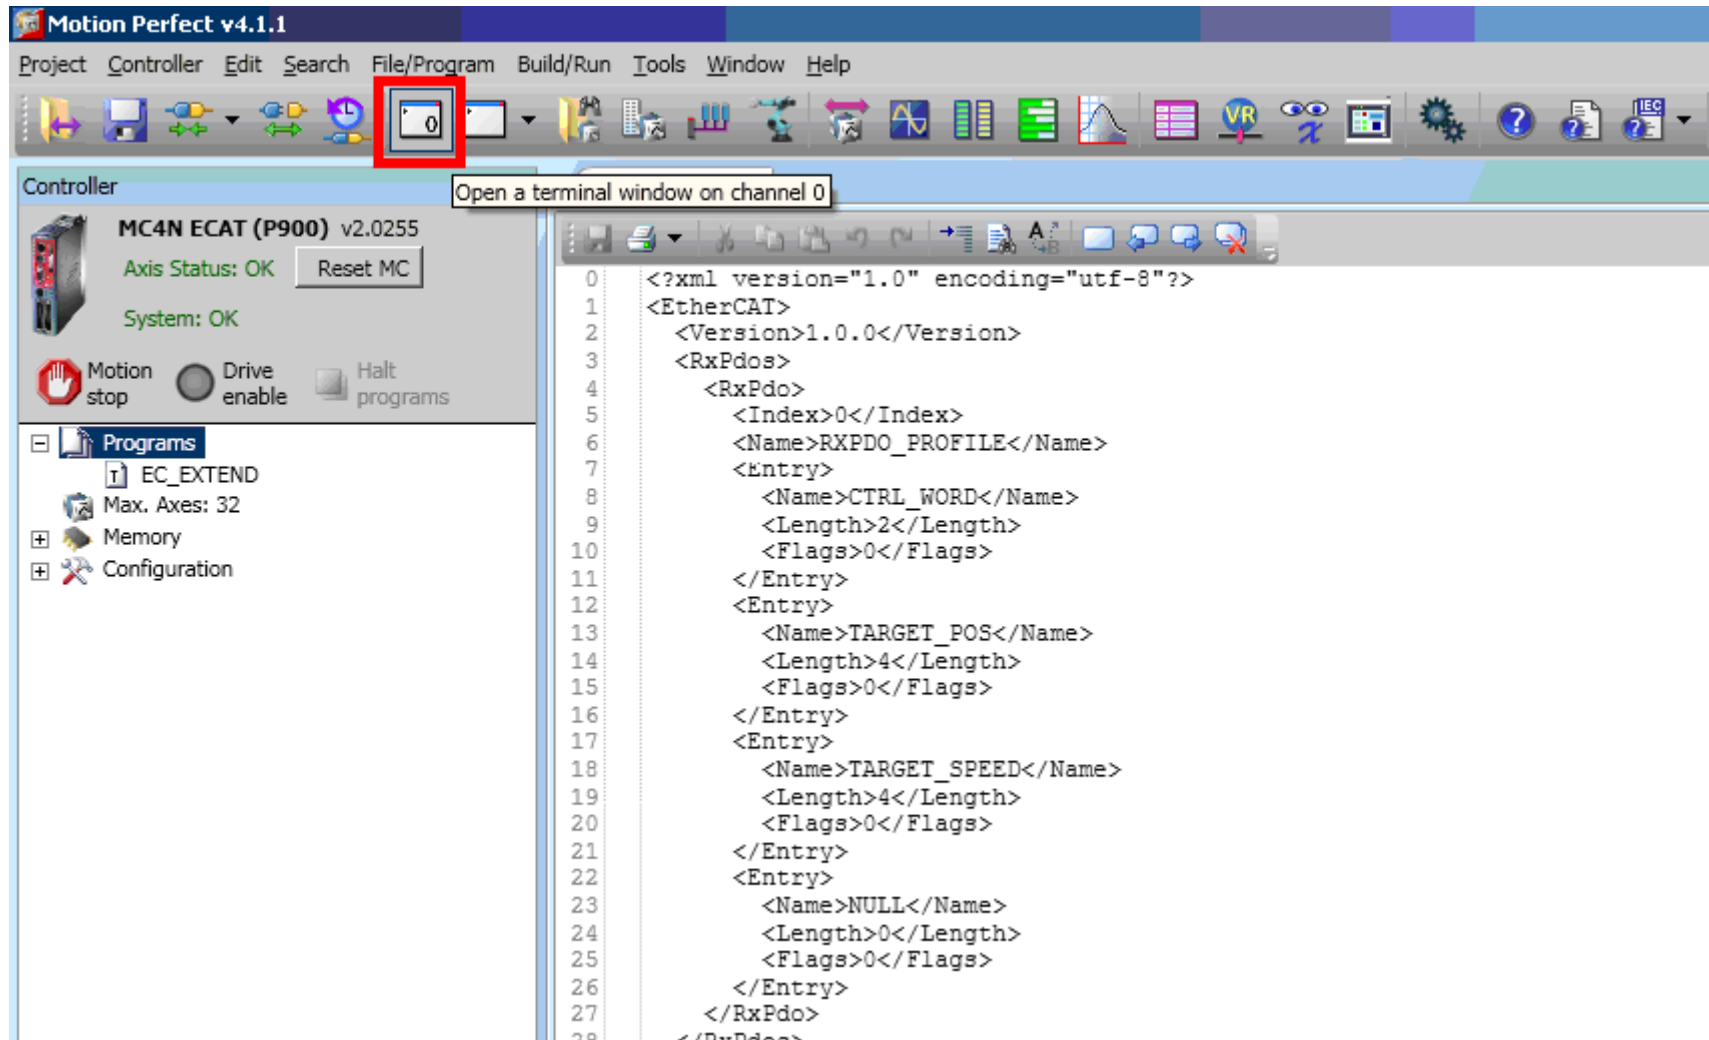 Motion Perfect v4.1.1
Project Controller Edit Search File/Program Build/Run Tools Window Help
0
VR
IEC
Open a terminal window on channel 0
Controller
MC4N ECAT (P900) v2.0255
Axis Status: OK Reset MC
System: OK
Motion stop
Drive enable
Halt programs
Programs
EC_EXTEND
Max. Axes: 32
Memory
Configuration
0 <?xml version="1.0" encoding="utf-8"?>
1 <EtherCAT>
2 <Version>1.0.0</Version>
3 <RxPdos>
4 <RxPdo>
5 <Index>0</Index>
6 <Name>RXPDO_PROFILE</Name>
7 <Entry>
8 <Name>CTRL_WORD</Name>
9 <Length>2</Length>
10 <Flags>0</Flags>
11 </Entry>
12 <Entry>
13 <Name>TARGET_POS</Name>
14 <Length>4</Length>
15 <Flags>0</Flags>
16 </Entry>
17 <Entry>
18 <Name>TARGET_SPEED</Name>
19 <Length>4</Length>
20 <Flags>0</Flags>
21 </Entry>
22 <Entry>
23 <Name>NULL</Name>
24 <Length>0</Length>
25 <Flags>0</Flags>
26 </Entry>
27 </RxPdo>
28 </RxPdos>